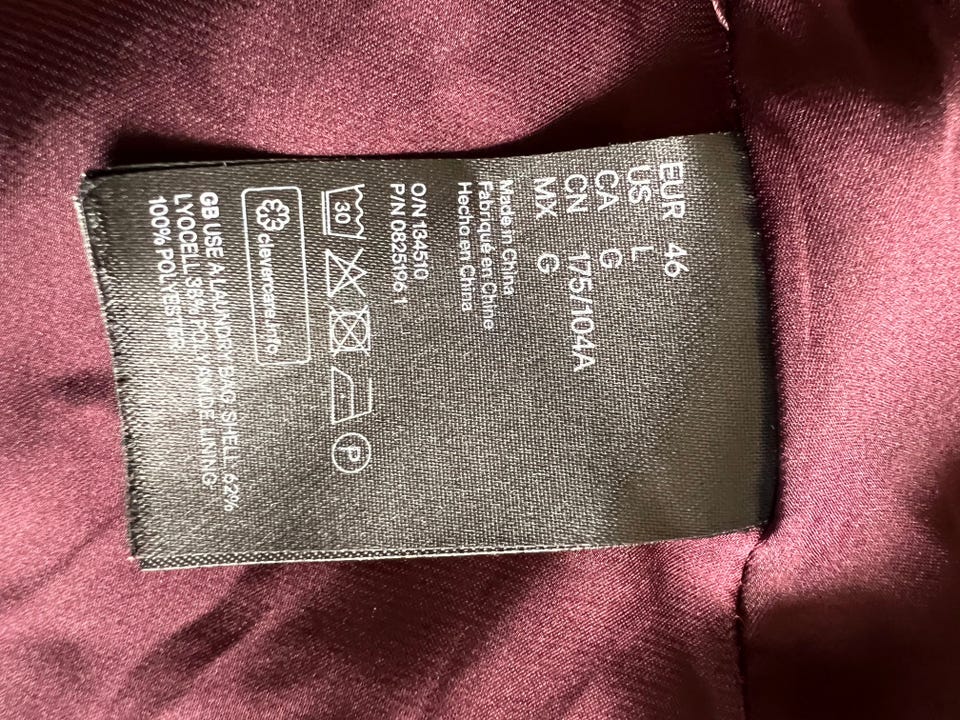 EUR 46
US L
CA G
CN 175/104A
MX G
Made in China
Fabriqué en Chine
Hecho en China
O/N 134510
P/N 0825196 1
30
P
clevercare.info
GB USE A LAUNDRY BAG SHELL 62%
LYOCELL 38% POLYAMIDE LINING
100% POLYESTER